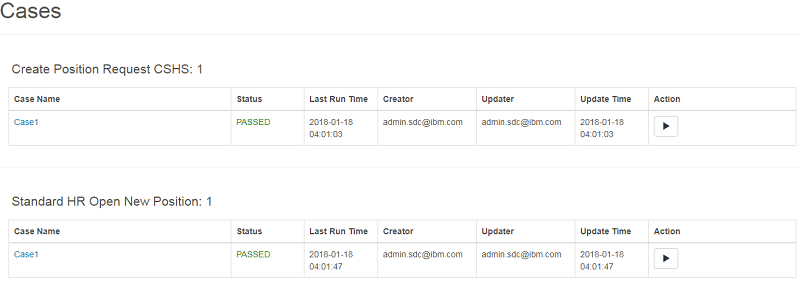 Cases
Create Position Request CSHS: 1
Case Name Status Last Run Time Creator Updater Update Time Action
Case1 PASSED 2018-01-18 admin.sdc@ibm.com admin.sdc@ibm.com 2018-01-18
04:01:03 04:01:03
Standard HR Open New Position: 1
Case Name Status Last Run Time Creator Updater Update Time Action
Case1 PASSED 2018-01-18 admin.sdc@ibm.com admin.sdc@ibm.com 2018-01-18
04:01:47 04:01:47